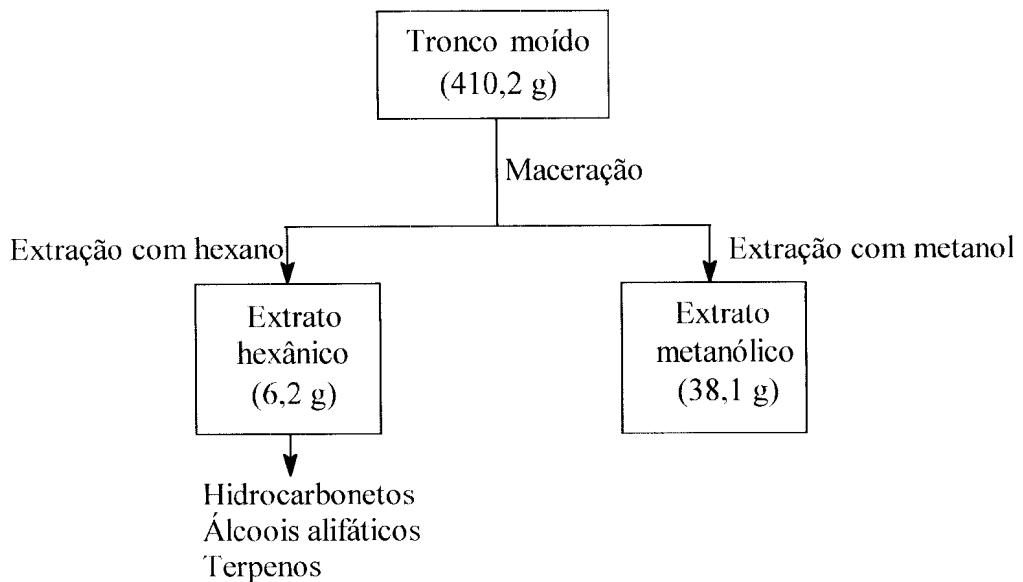 Tronco moído
(410,2 g)
Maceração
Extração com hexano
Extração com metanol
Extrato
hexânico
(6,2 g)
Extrato
metanólico
(38,1 g)
Hidrocarbonetos
Álcoois alifáticos
Terpenos